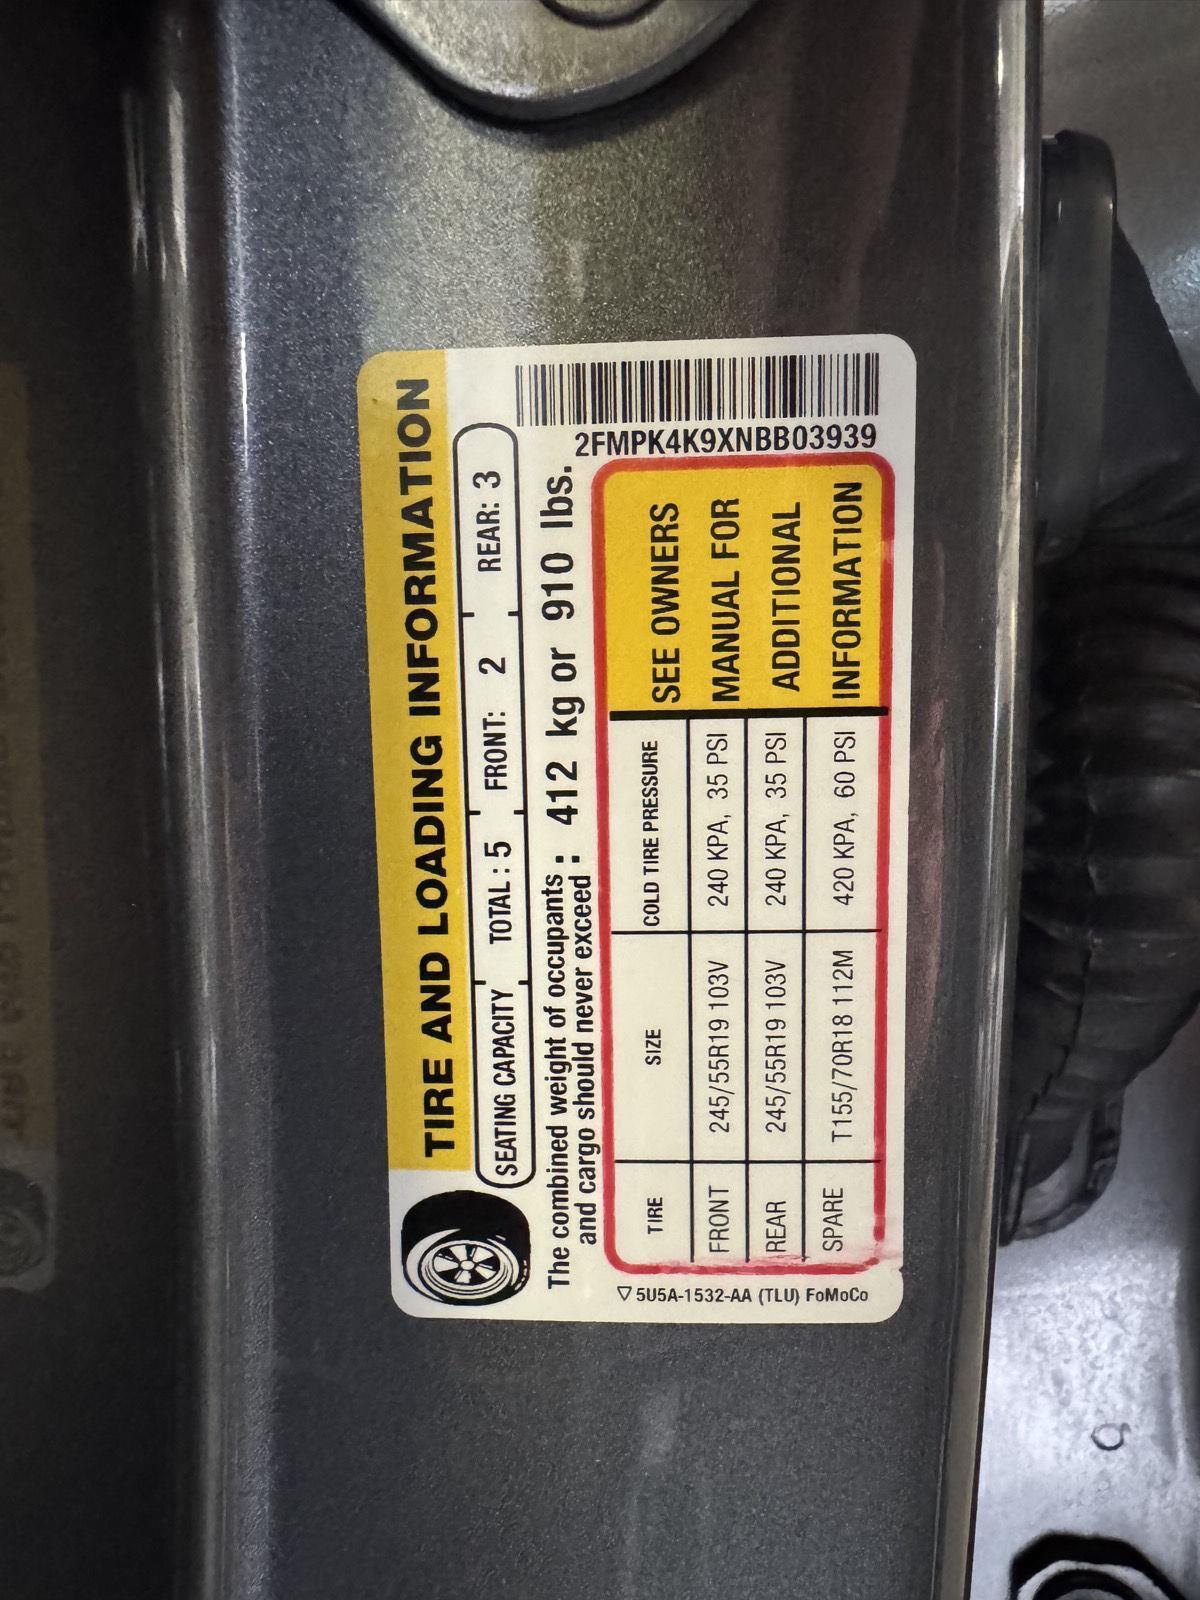 TIRE AND LOADING INFORMATION
SEATING CAPACITY TOTAL : 5 FRONT: 2 REAR: 3
The combined weight of occupants
and cargo should never exceed : 412 kg or 910 lbs.
TIRE SIZE COLD TIRE PRESSURE
FRONT 245/55R19 103V 240 KPA, 35 PSI
REAR 245/55R19 103V 240 KPA, 35 PSI
SPARE T155/70R18 112M 420 KPA, 60 PSI
SEE OWNERS
MANUAL FOR
ADDITIONAL
INFORMATION
5U5A-1532-AA (TLU) FoMoCo
2FMPK4K9XNBB03939